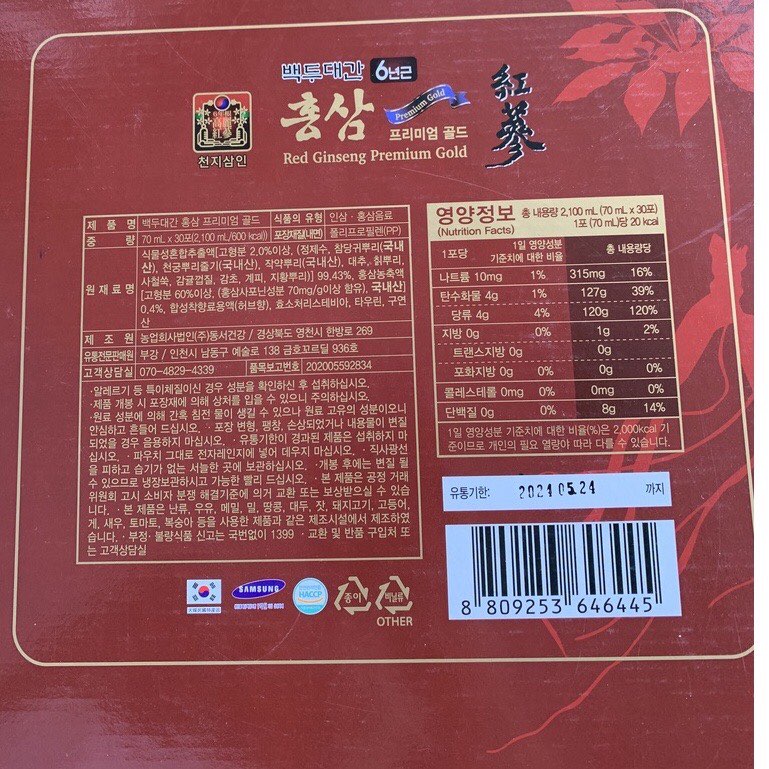 백두대간 6년근
홍삼 Premium Gold
프리미엄 골드
Red Ginseng Premium Gold
紅蔘
6年根
高麗
紅蔘
천지삼인
제품명 백두대간 홍삼 프리미엄 골드 식품의 유형 인삼·홍삼음료
중량 70 mL x 30포(2,100 mL/600 kcal) 포장재질(내면) 폴리프로필렌(PP)
원재료명 식물성혼합추출액[고형분 2.0%이상, (정제수, 참당귀뿌리(국내
산), 천궁뿌리줄기(국내산), 작약뿌리(국내산), 대추, 칡뿌리,
사철쑥, 감귤껍질, 감초, 계피, 지황뿌리)] 99.43%, 홍삼농축액
[고형분 60%이상, (홍삼사포닌성분 70mg/g이상 함유), 국내산]
0.4%, 합성착향료용액(허브향), 효소처리스테비아, 타우린, 구연
산
제조원 농업회사법인(주)동서건강 / 경상북도 영천시 한방로 269
유통전문판매원 부강 / 인천시 남동구 예술로 138 금호꼬르딜 936호
고객상담실 070-4829-4339 품목보고번호 202005592834
·알레르기 등 특이체질이신 경우 성분을 확인하신 후 섭취하십시오.
·제품 개봉 시 포장재에 의해 상처를 입을 수 있으니 주의하십시오.
·원료 성분에 의해 간혹 침전 물이 생길 수 있으나 원료 고유의 성분이오니
안심하고 흔들어 드십시오. ·포장 변형, 팽창, 손상되었거나 내용물이 변질
되었을 경우 음용하지 마십시오. ·유통기한이 경과된 제품은 섭취하지 마
십시오. ·파우치 그대로 전자레인지에 넣어 데우지 마십시오. ·직사광선
을 피하고 습기가 없는 서늘한 곳에 보관하십시오. ·개봉 후에는 변질 될
수 있으므로 냉장보관하시고 가능한 빨리 드십시오. ·본 제품은 공정 거래
위원회 고시 소비자 분쟁 해결기준에 의거 교환 또는 보상받으실 수 있습
니다. ·본 제품은 난류, 우유, 메밀, 밀, 땅콩, 대두, 잣, 돼지고기, 고등어,
게, 새우, 토마토, 복숭아 등을 사용한 제품과 같은 제조시설에서 제조하였
습니다. ·부정·불량식품 신고는 국번없이 1399 ·교환 및 반품 구입처 또
는 고객상담실
영양정보 총 내용량 2,100 mL (70 mL x 30포)
(Nutrition Facts) 1포 (70 mL)당 20 kcal
1포당 1일 영양성분 기준치에 대한 비율 총 내용량당
나트륨 10mg 1% 315mg 16%
탄수화물 4g 1% 127g 39%
당류 4g 4% 120g 120%
지방 0g 0% 1g 2%
트랜스지방 0g 0g
포화지방 0g 0% 0g 0%
콜레스테롤 0mg 0% 0mg 0%
단백질 0g 0% 8g 14%
1일 영양성분 기준치에 대한 비율(%)은 2,000kcal 기
준이므로 개인의 필요 열량에 따라 다를 수 있습니다.
유통기한: 2024 05.24 까지
8 809253 646445
SAMSUNG
HACCP
종이
비닐류
OTHER